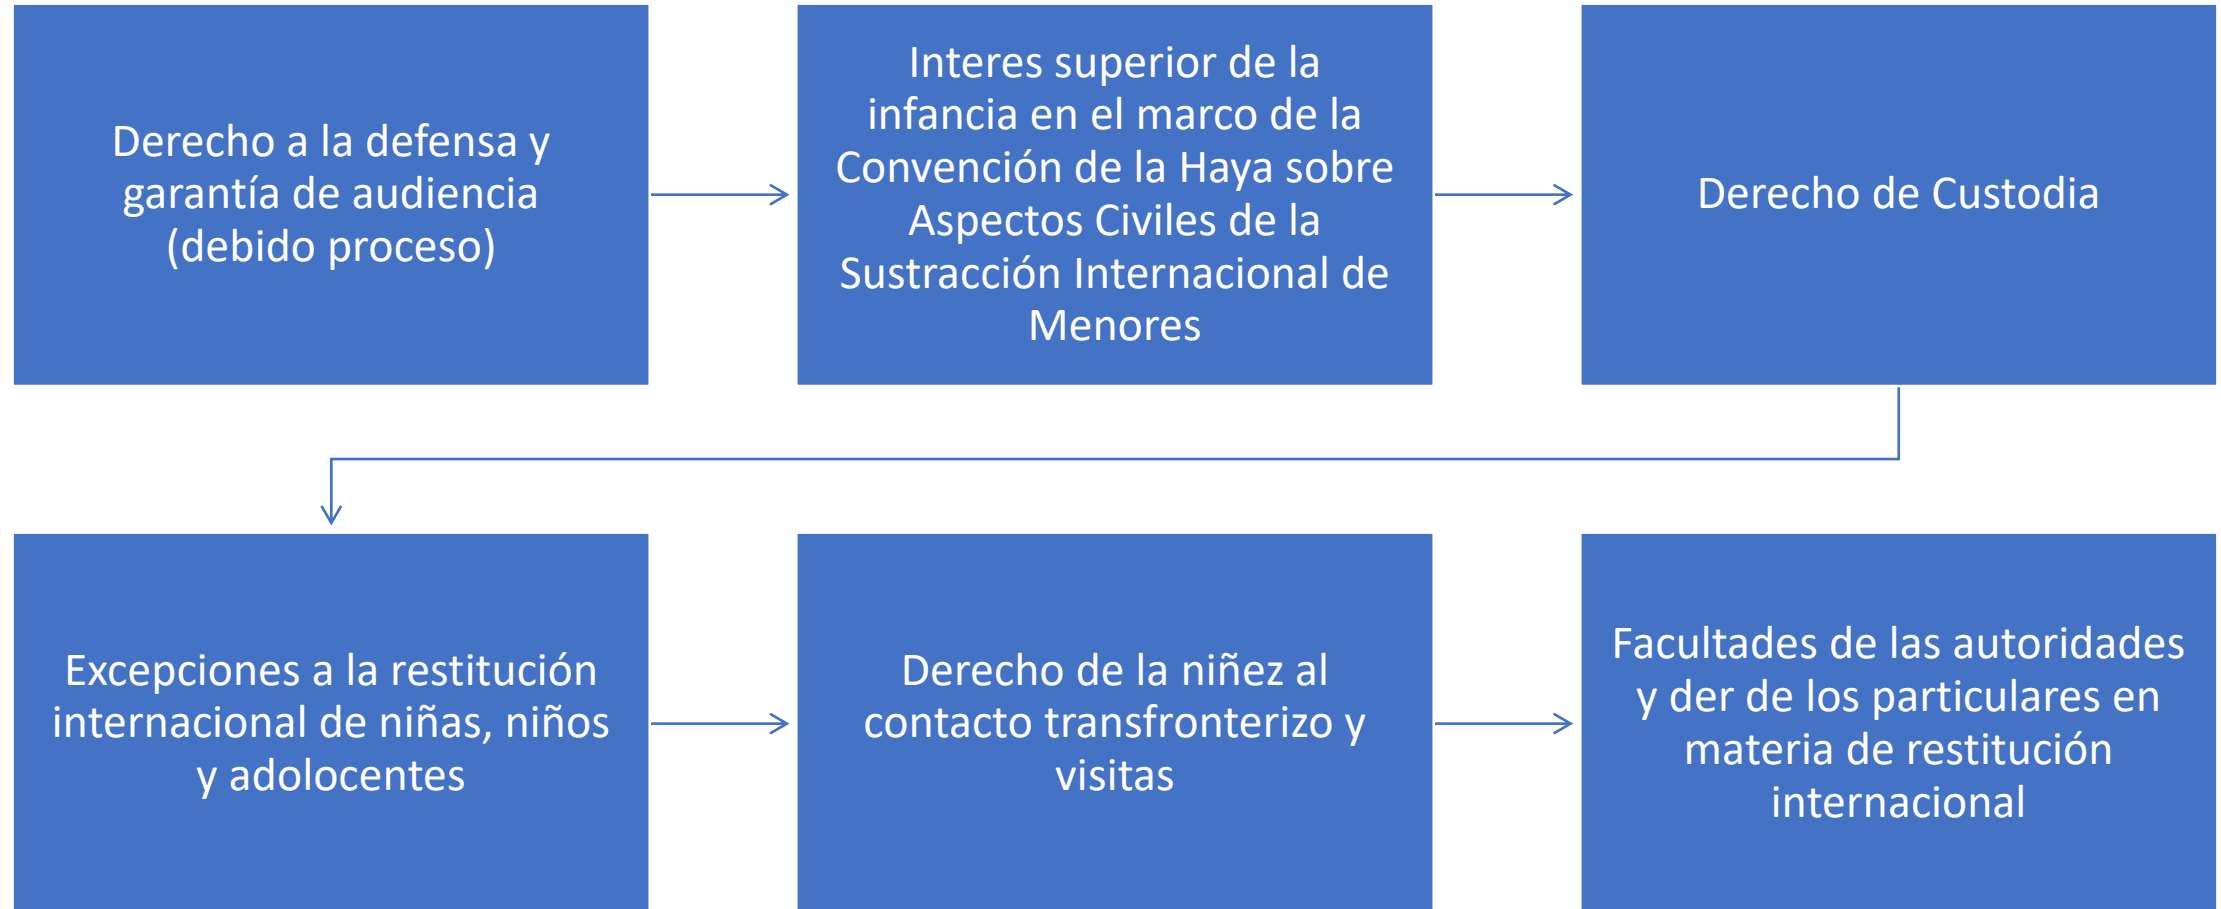 Derecho a la defensa y
garantía de audiencia
(debido proceso)
Interes superior de la
infancia en el marco de la
Convención de la Haya sobre
Aspectos Civiles de la
Sustracción Internacional de
Menores
Derecho de Custodia
Excepciones a la restitución
internacional de niñas, niños
y adolocentes
Derecho de la niñez al
contacto transfronterizo y
visitas
Facultades de las autoridades
y der de los particulares en
materia de restitución
internacional